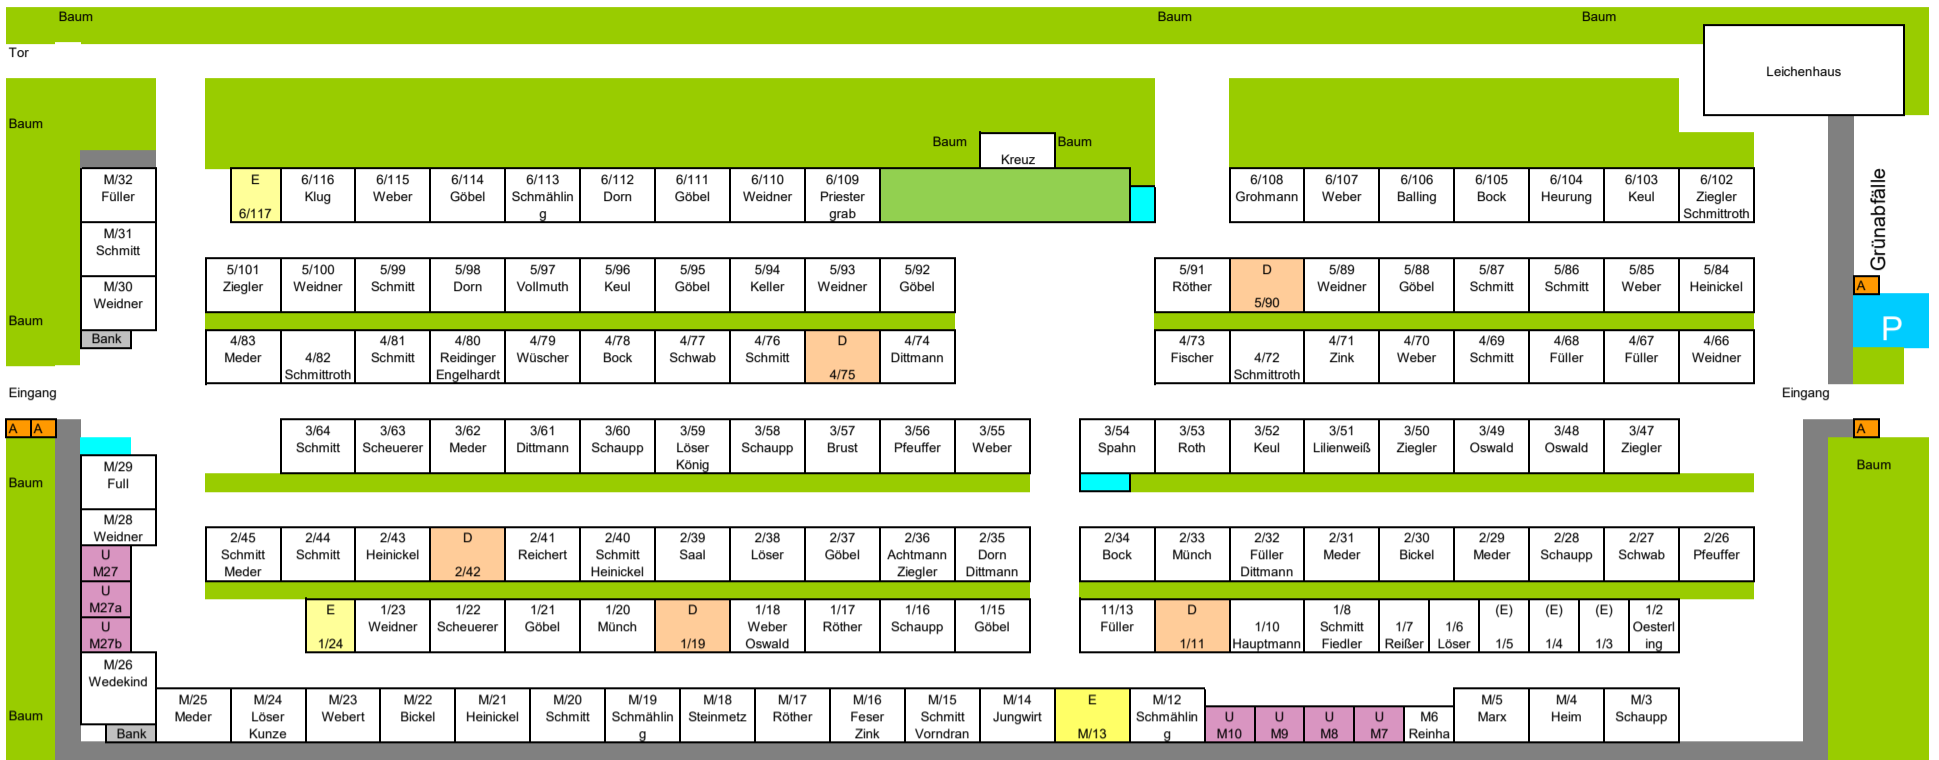 Baum Baum Baum
Tor
Leichenhaus
Baum
Baum Baum
Kreuz
M/32
Füller
E
6/117
6/116
Klug
6/115
Weber
6/114
Göbel
6/113
Schmählin
g
6/112
Dorn
6/111
Göbel
6/110
Weidner
6/109
Priester
grab
6/108
Grohmann
6/107
Weber
6/106
Balling
6/105
Bock
6/104
Heurung
6/103
Keul
6/102
Ziegler
Schmittroth
Grünabfälle
M/31
Schmitt
M/30
Weidner
5/101
Ziegler
5/100
Weidner
5/99
Schmitt
5/98
Dorn
5/97
Vollmuth
5/96
Keul
5/95
Göbel
5/94
Keller
5/93
Weidner
5/92
Göbel
5/91
Röther
D
5/90
5/89
Weidner
5/88
Göbel
5/87
Schmitt
5/86
Schmitt
5/85
Weber
5/84
Heinickel
A
P
Baum
Bank
4/83
Meder
4/82
Schmittroth
4/81
Schmitt
4/80
Reidinger
Engelhardt
4/79
Wüscher
4/78
Bock
4/77
Schwab
4/76
Schmitt
D
4/75
4/74
Dittmann
4/73
Fischer
4/72
Schmittroth
4/71
Zink
4/70
Weber
4/69
Schmitt
4/68
Füller
4/67
Füller
4/66
Weidner
Eingang
Eingang
A A
3/64
Schmitt
3/63
Scheuerer
3/62
Meder
3/61
Dittmann
3/60
Schaupp
3/59
Löser
König
3/58
Schaupp
3/57
Brust
3/56
Pfeuffer
3/55
Weber
3/54
Spahn
3/53
Roth
3/52
Keul
3/51
Lilienweiß
3/50
Ziegler
3/49
Oswald
3/48
Oswald
3/47
Ziegler
A
Baum
M/29
Full
Baum
M/28
Weidner
2/45
Schmitt
Meder
2/44
Schmitt
2/43
Heinickel
D
2/42
2/41
Reichert
2/40
Schmitt
Heinickel
2/39
Saal
2/38
Löser
2/37
Göbel
2/36
Achtmann
Ziegler
2/35
Dorn
Dittmann
2/34
Bock
2/33
Münch
2/32
Füller
Dittmann
2/31
Meder
2/30
Bickel
2/29
Meder
2/28
Schaupp
2/27
Schwab
2/26
Pfeuffer
U
M27
U
M27a
U
M27b
E
1/24
1/23
Weidner
1/22
Scheuerer
1/21
Göbel
1/20
Münch
D
1/19
1/18
Weber
Oswald
1/17
Röther
1/16
Schaupp
1/15
Göbel
11/13
Füller
D
1/11
1/10
Hauptmann
1/8
Schmitt
Fiedler
1/7
Reißer
1/6
Löser
(E)
1/5
(E)
1/4
(E)
1/3
1/2
Oesterl
ing
M/26
Wedekind
Baum
Bank
M/25
Meder
M/24
Löser
Kunze
M/23
Webert
M/22
Bickel
M/21
Heinickel
M/20
Schmitt
M/19
Schmählin
g
M/18
Steinmetz
M/17
Röther
M/16
Feser
Zink
M/15
Schmitt
Vorndran
M/14
Jungwirt
E
M/13
M/12
Schmählin
g
U
M10
U
M9
U
M8
U
M7
M6
Reinha
M/5
Marx
M/4
Heim
M/3
Schaupp